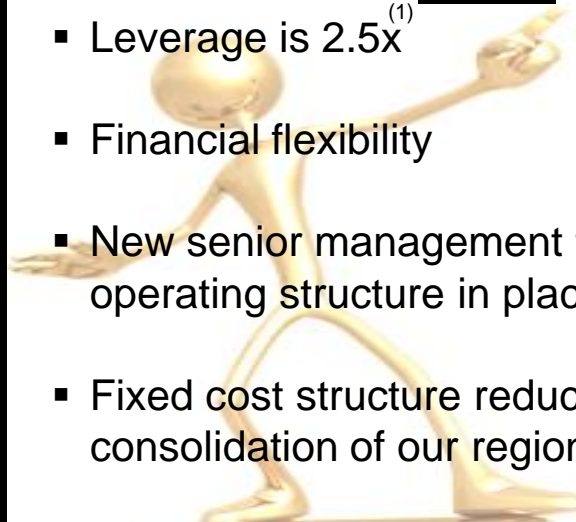 ▪ Leverage is 2.5x(1)
▪ Financial flexibility
▪ New senior management
operating structure in plac
▪ Fixed cost structure reduc
consolidation of our region